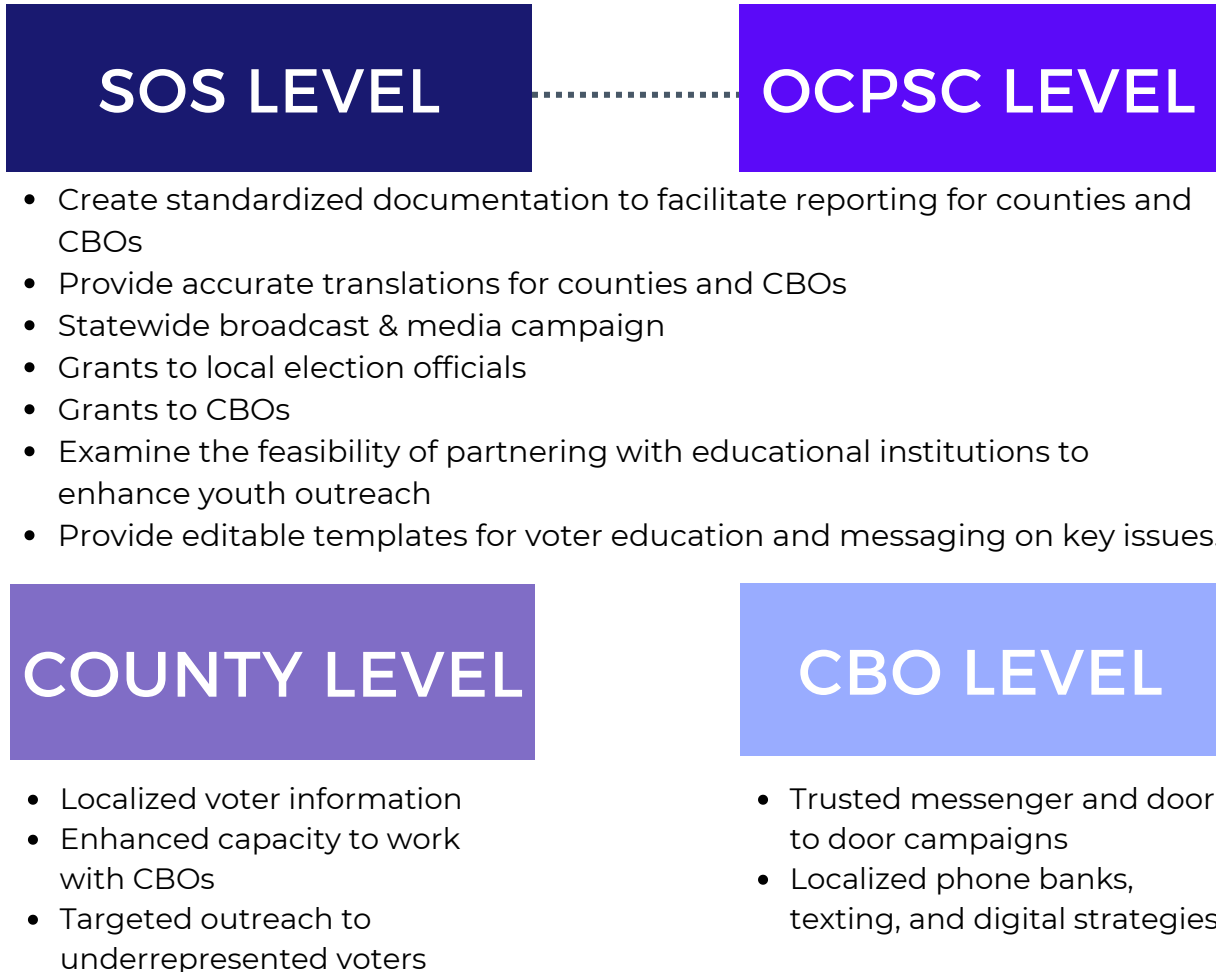 SOS LEVEL
OCPSC LEVEL
• Create standardized documentation to facilitate reporting for counties and
CBOs
• Provide accurate translations for counties and CBOs
• Statewide broadcast & media campaign
• Grants to local election officials
• Grants to CBOs
• Examine the feasibility of partnering with educational institutions to
enhance youth outreach
• Provide editable templates for voter education and messaging on key issues.
COUNTY LEVEL
• Localized voter information
• Enhanced capacity to work
with CBOs
• Targeted outreach to
underrepresented voters
CBO LEVEL
• Trusted messenger and door
to door campaigns
• Localized phone banks,
texting, and digital strategies